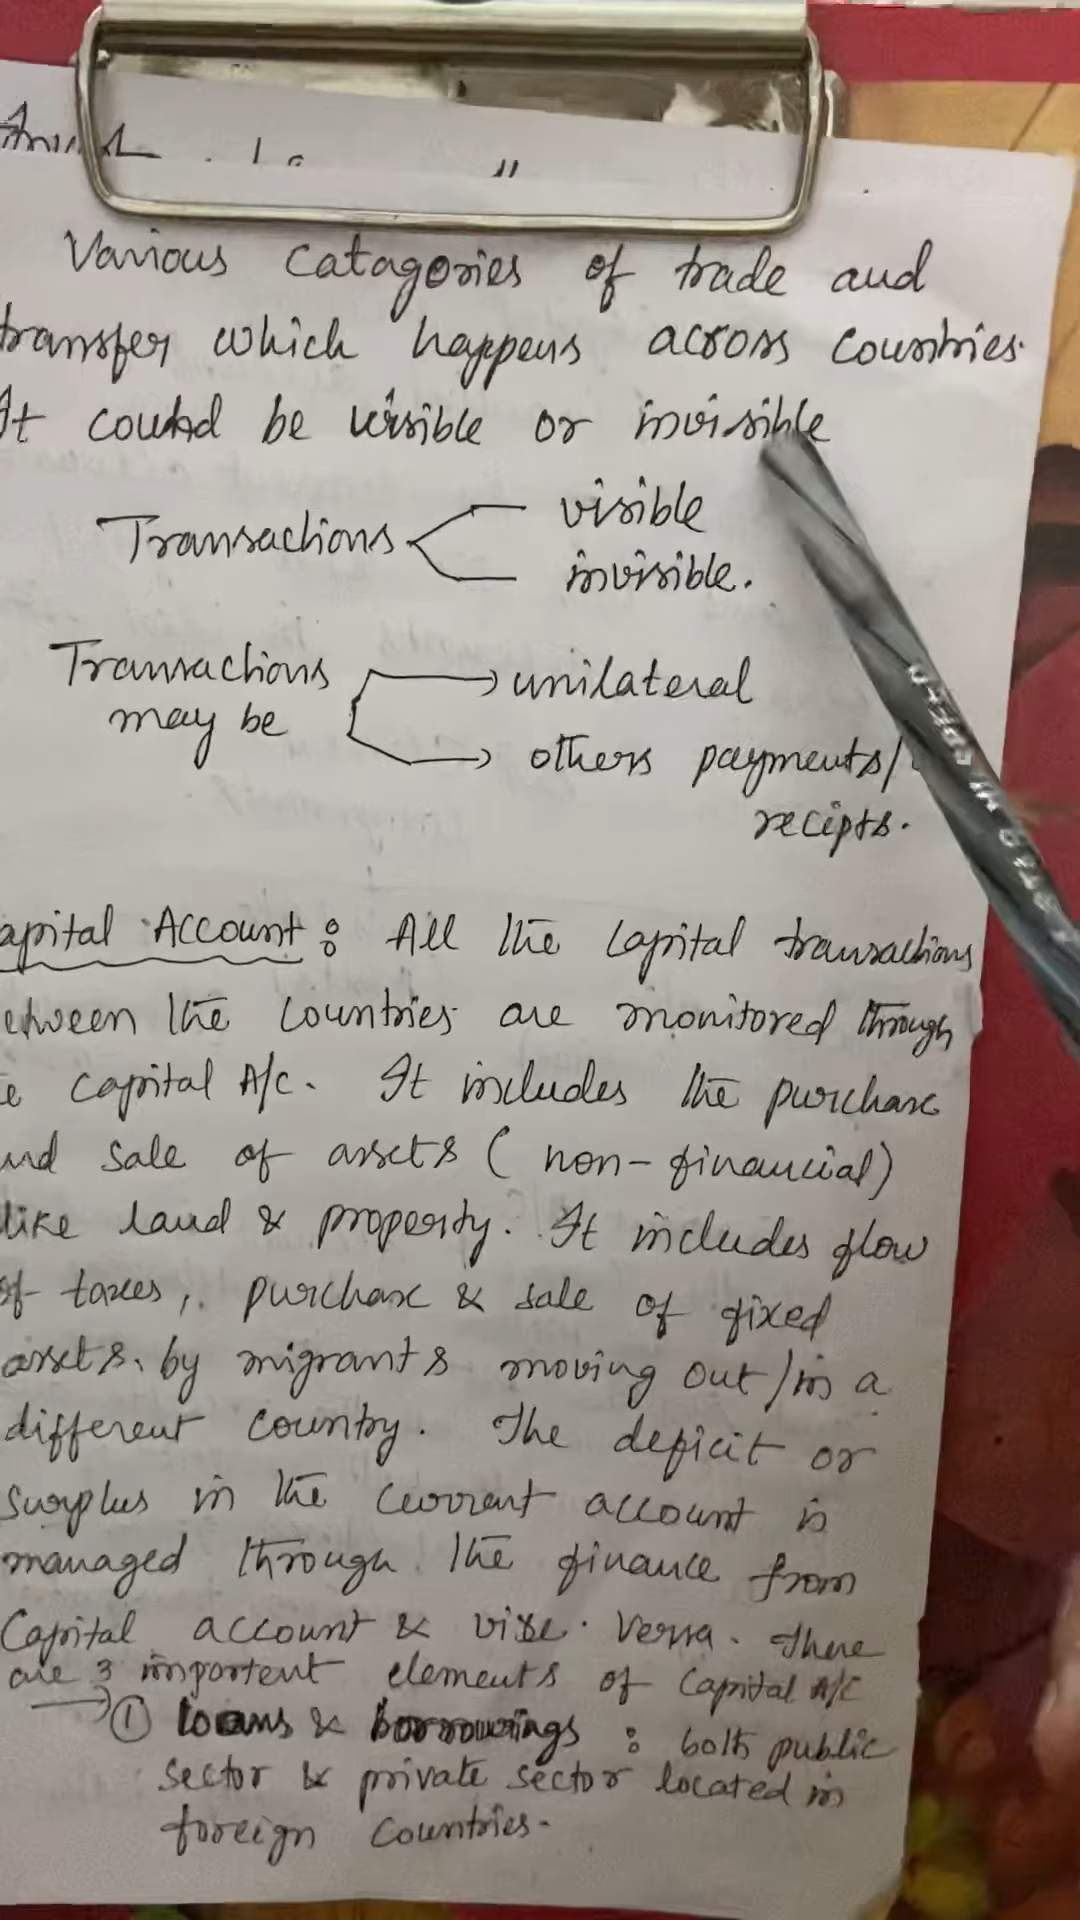 Various Catagories of trade and
transfer which happens across Countries.
It could be visible or invisible
Transactions visible
invisible.
Transactions unilateral
may be
others payments/
recipts.
apital Account : All the Capital transactions
etween the Countries are monitored through
e Capital A/c. It includes the purchase
nd sale of assets (non-financial)
like land & property. It includes flow
of taxes, purchase & sale of fixed
assets, by migrants moving out/in a
different Country. The deficit or
surplus in the current account is
managed through the finance from
Capital account & vise versa. There
are 3 importent elements of Capital A/C
→ ① loans & borrowings : both public
sector & private sector located in
foreign Countries.